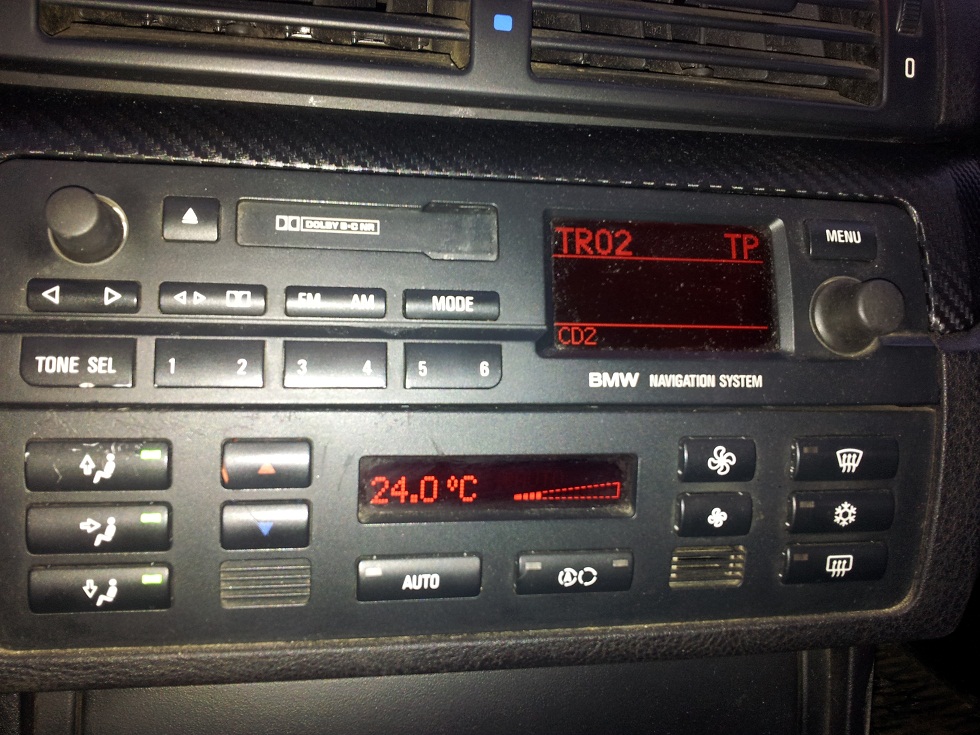 0
DOLBY B-C NR
TR02 TP
MENU
FM AM
MODE
CD2
TONE SEL
1 2
3 4
5 6
BMW NAVIGATION SYSTEM
24.0 °C
AUTO
A